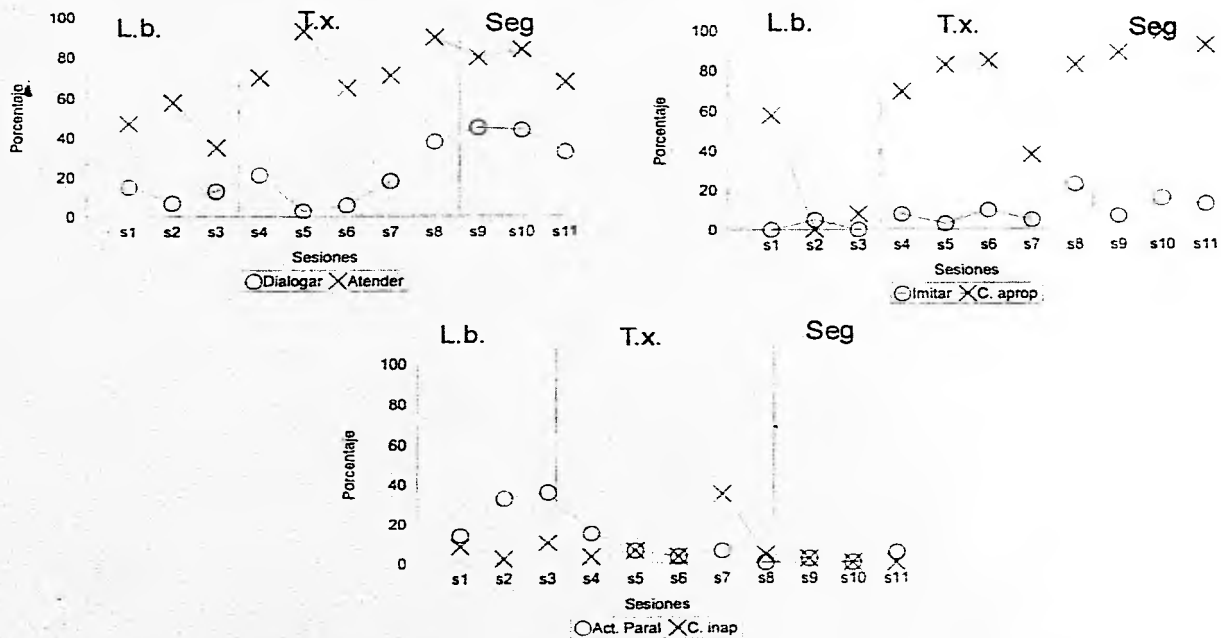 L.b. T.x. Seg
100
80
60
40
20
0
Porcentaje
s1 s2 s3 s4 s5 s6 s7 s8 s9 s10 s11
Sesiones
Dialogar Atender
L.b. T.x. Seg
100
80
60
40
20
0
Porcentaje
s1 s2 s3 s4 s5 s6 s7 s8 s9 s10 s11
Sesiones
Imitar C. aprop
L.b. T.x. Seg
100
80
60
40
20
0
Porcentaje
s1 s2 s3 s4 s5 s6 s7 s8 s9 s10 s11
Sesiones
Act. Paral C. inap